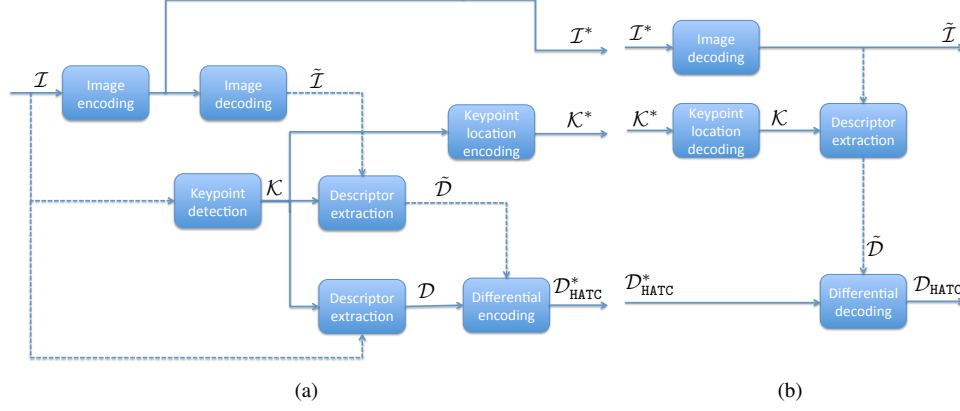 ℐ* ℐ* Image decoding ℐ̃
ℐ Image encoding Image decoding ℐ̃
Keypoint location encoding 𝒦* 𝒦* Keypoint location decoding 𝒦 Descriptor extraction
Keypoint detection 𝒦 Descriptor extraction 𝒟̃
𝒟̃
Descriptor extraction 𝒟 Differential encoding 𝒟*HATC 𝒟*HATC Differential decoding 𝒟HATC
(a) (b)